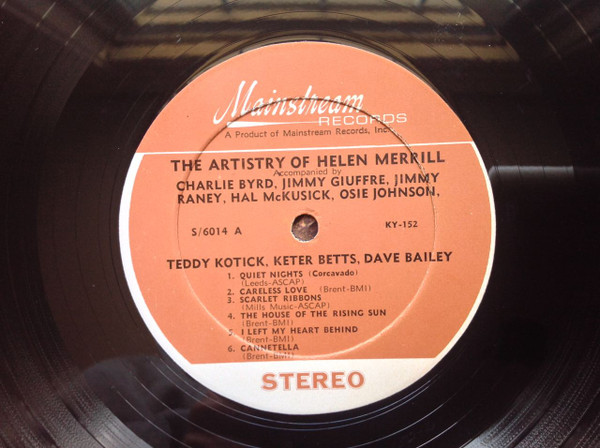 Mainstream
RECORDS
A Product of Mainstream Records, Inc.
THE ARTISTRY OF HELEN MERRILL
Accompanied by
CHARLIE BYRD, JIMMY GIUFFRE, JIMMY
RANEY, HAL McKUSICK, OSIE JOHNSON,
S/6014 A KY-152
TEDDY KOTICK, KETER BETTS, DAVE BAILEY
1. QUIET NIGHTS (Corcavado)
(Leeds-ASCAP)
2. CARELESS LOVE (Brent-BMI)
3. SCARLET RIBBONS
(Mills Music-ASCAP)
4. THE HOUSE OF THE RISING SUN
(Brent-BMI)
5 I LEFT MY HEART BEHIND
(Brent-BMI)
6. CANNETELLA
(Brent-BMI)
STEREO